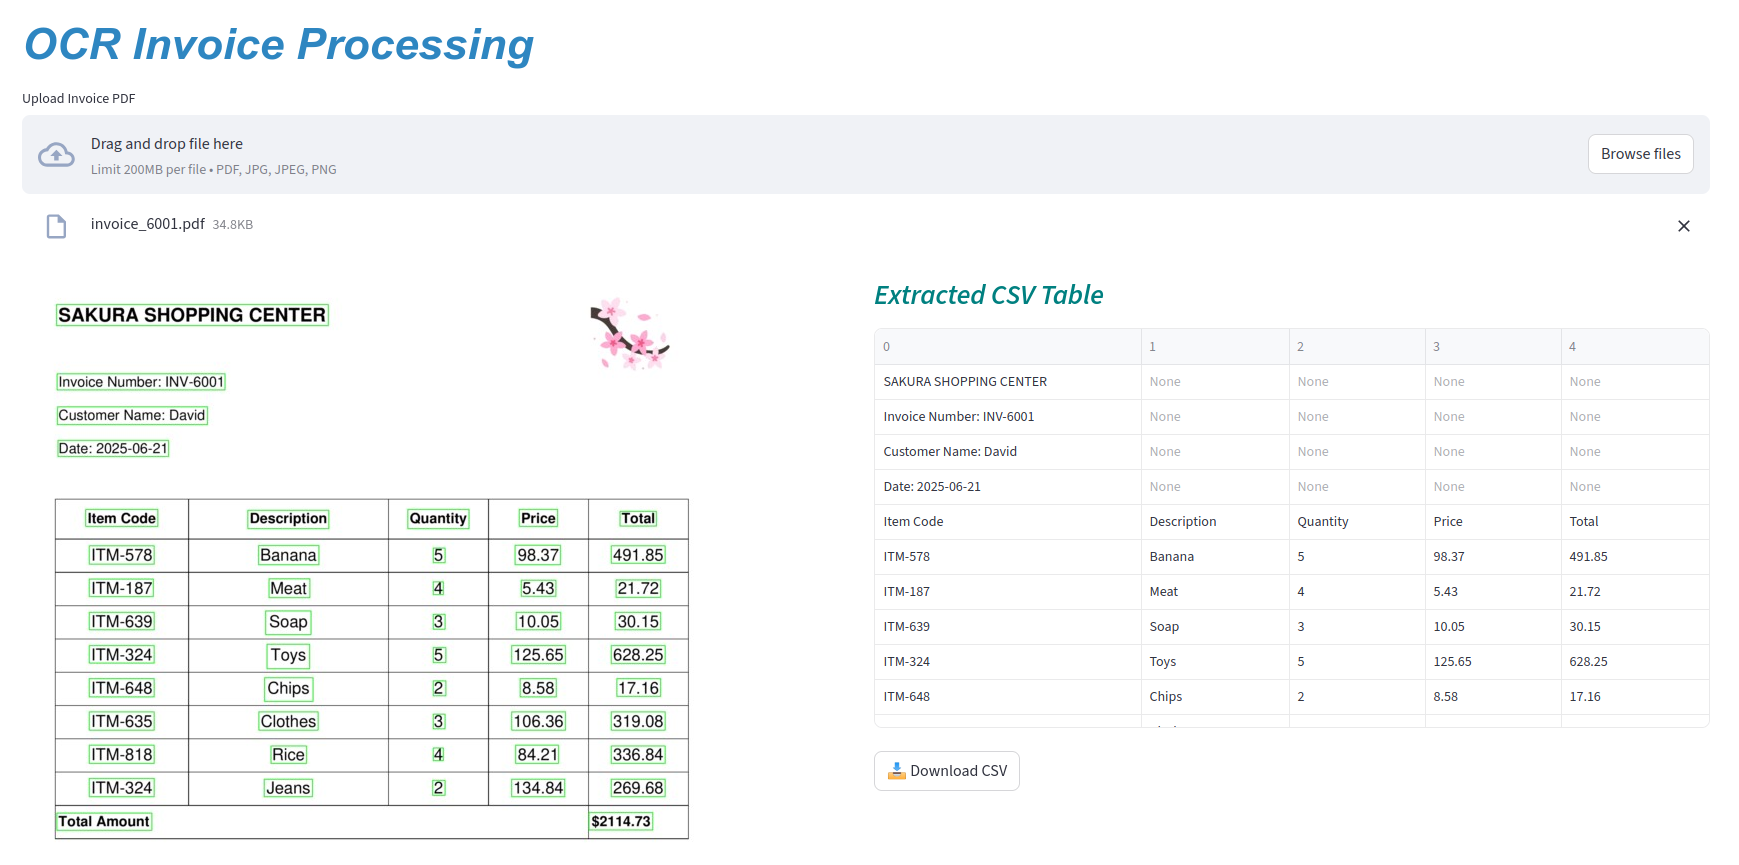 OCR Invoice Processing
Upload Invoice PDF
Drag and drop file here
Limit 200MB per file • PDF, JPG, JPEG, PNG
Browse files
invoice_6001.pdf 34.8KB
SAKURA SHOPPING CENTER
Invoice Number: INV-6001
Customer Name: David
Date: 2025-06-21
Item Code Description Quantity Price Total
ITM-578 Banana 5 98.37 491.85
ITM-187 Meat 4 5.43 21.72
ITM-639 Soap 3 10.05 30.15
ITM-324 Toys 5 125.65 628.25
ITM-648 Chips 2 8.58 17.16
ITM-635 Clothes 3 106.36 319.08
ITM-818 Rice 4 84.21 336.84
ITM-324 Jeans 2 134.84 269.68
Total Amount $2114.73
Extracted CSV Table
0 1 2 3 4
SAKURA SHOPPING CENTER None None None None
Invoice Number: INV-6001 None None None None
Customer Name: David None None None None
Date: 2025-06-21 None None None None
Item Code Description Quantity Price Total
ITM-578 Banana 5 98.37 491.85
ITM-187 Meat 4 5.43 21.72
ITM-639 Soap 3 10.05 30.15
ITM-324 Toys 5 125.65 628.25
ITM-648 Chips 2 8.58 17.16
Download CSV